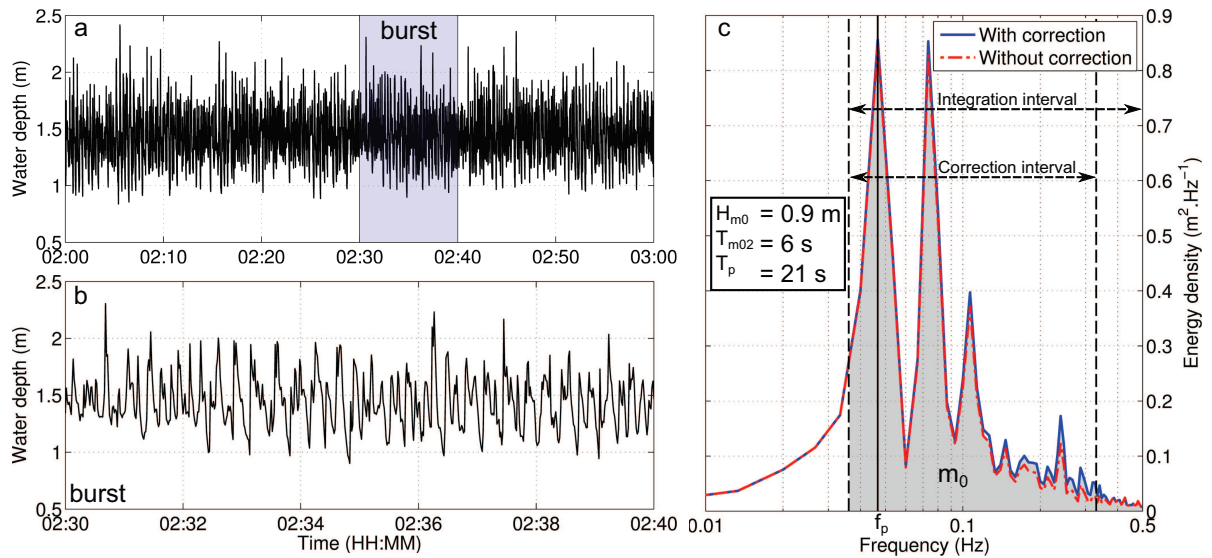 a
burst
Water depth (m)
2.5
2
1.5
1
0.5
02:00
02:10
02:20
02:30
02:40
02:50
03:00
b
Water depth (m)
2.5
2
1.5
1
0.5
burst
02:30
02:32
02:34
02:36
02:38
02:40
Time (HH:MM)
c
With correction
Without correction
Integration interval
Correction interval
H_m0 = 0.9 m
T_m02 = 6 s
T_p = 21 s
m_0
0.9
0.8
0.7
0.6
0.5
0.4
0.3
0.2
0.1
0
Energy density (m².Hz⁻¹)
0.01
f_p
0.1
0.5
Frequency (Hz)